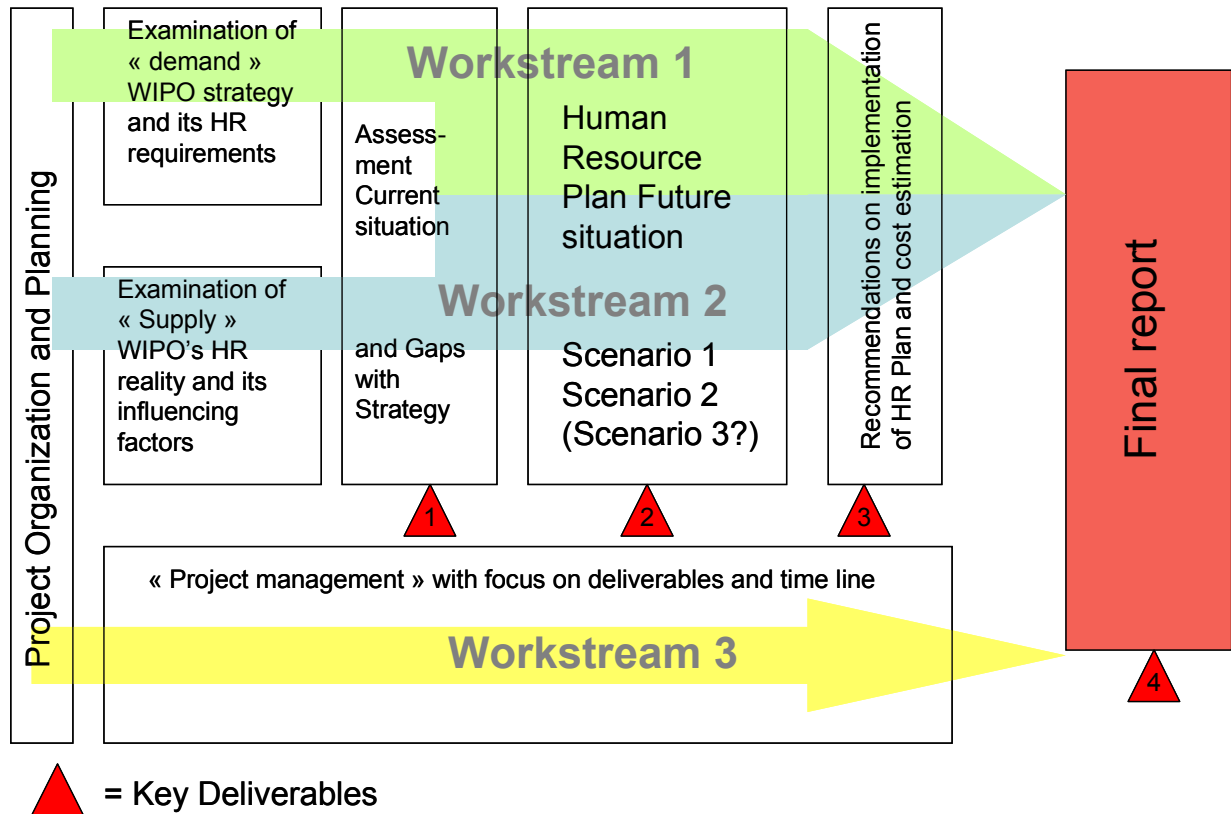 Project Organization and Planning
Examination of
« demand »
WIPO strategy
and its HR
requirements
Examination of
« Supply »
WIPO's HR
reality and its
influencing
factors
Workstream 1
Assess-
ment
Current
situation
and Gaps
with
Strategy
Human
Resource
Plan Future
situation
Workstream 2
Scenario 1
Scenario 2
(Scenario 3?)
Recommendations on implementation
of HR Plan and cost estimation
1
2
3
« Project management » with focus on deliverables and time line
Workstream 3
Final report
4
= Key Deliverables